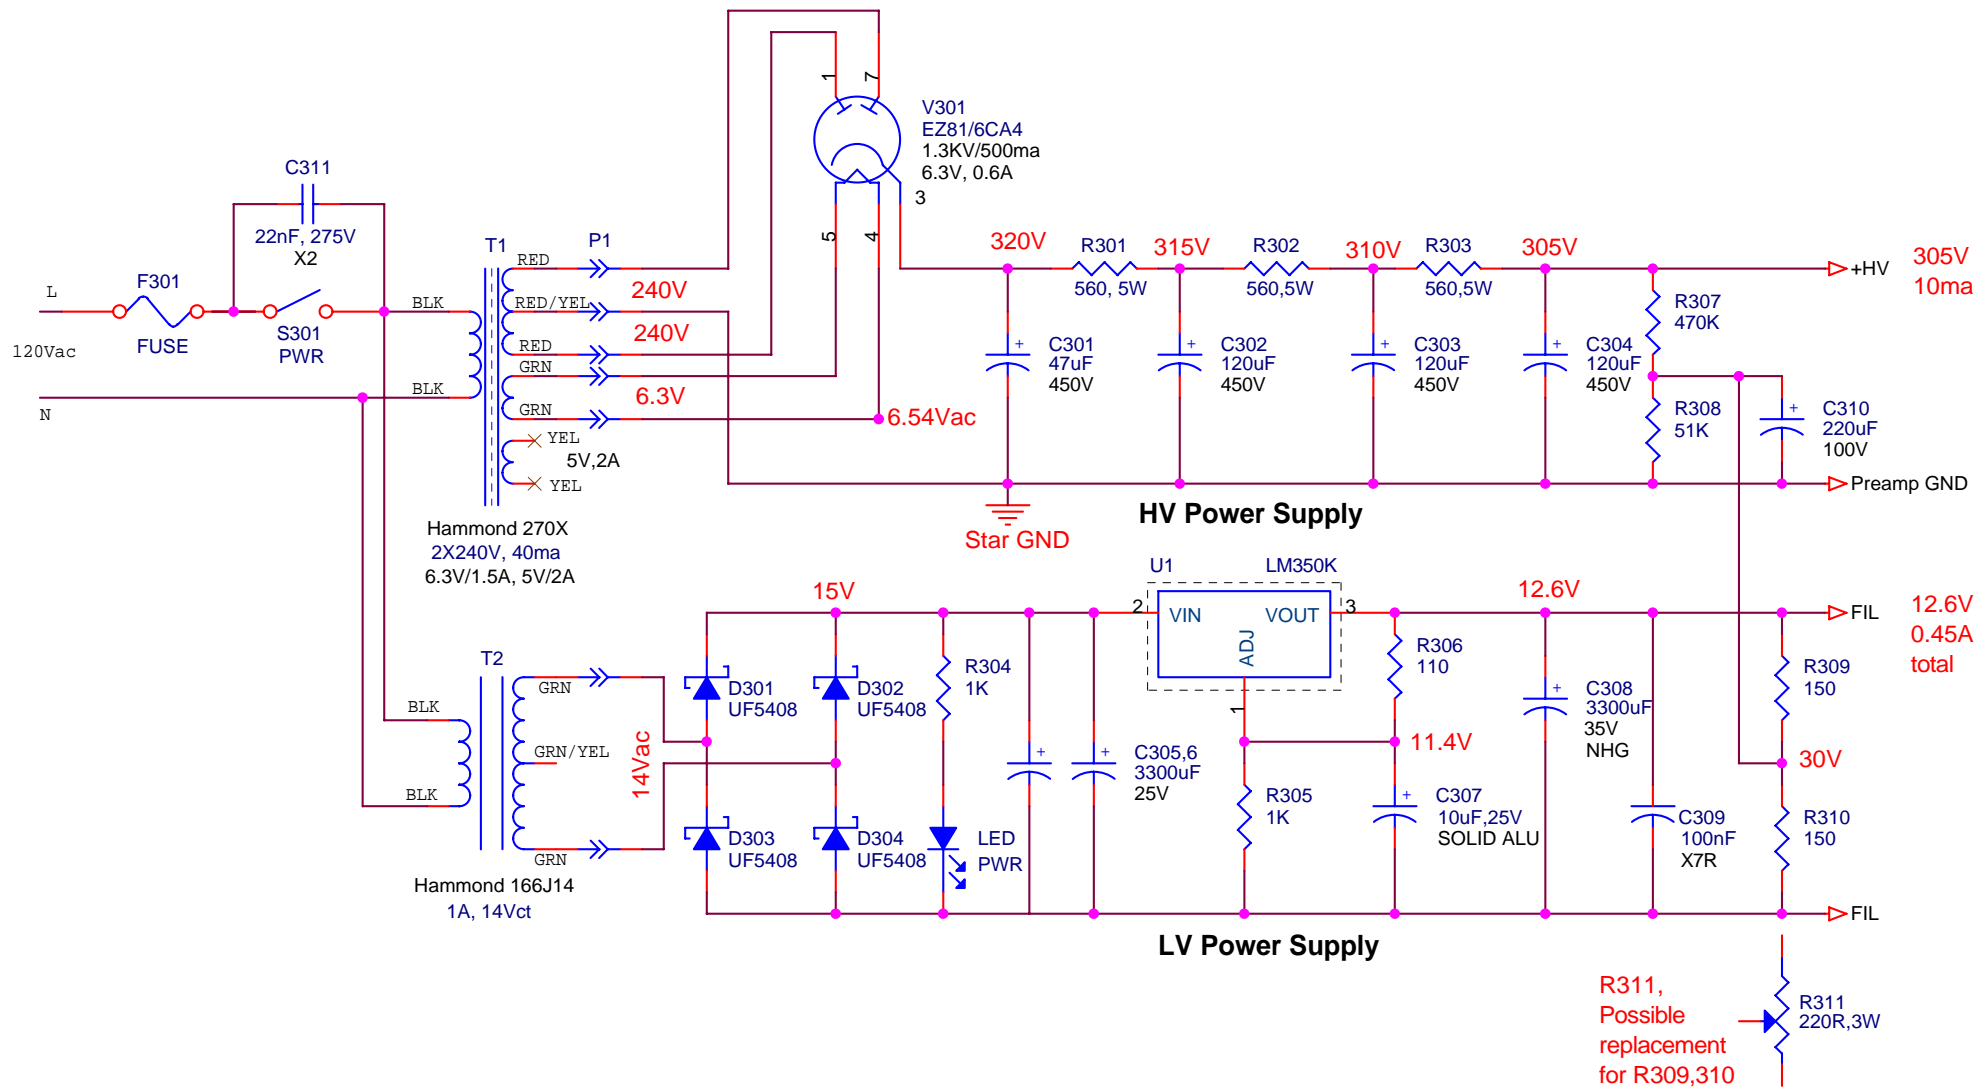 1
7
V301
EZ81/6CA4
1.3KV/500ma
6.3V, 0.6A
3
5
4
C311
22nF, 275V
X2
T1
P1
RED
F301
L
BLK
RED/YEL
240V
S301
PWR
FUSE
120Vac
RED
240V
GRN
BLK
6.3V
N
GRN
6.54Vac
YEL
5V,2A
YEL
Hammond 270X
2X240V, 40ma
6.3V/1.5A, 5V/2A
320V
R301
560, 5W
315V
R302
560,5W
310V
R303
560,5W
305V
+HV
305V
10ma
R307
470K
+
C301
47uF
450V
+
C302
120uF
450V
+
C303
120uF
450V
+
C304
120uF
450V
R308
51K
+
C310
220uF
100V
Preamp GND
Star GND
HV Power Supply
U1
LM350K
15V
2
VIN
VOUT
ADJ
3
1
12.6V
FIL
12.6V
0.45A
total
T2
GRN
BLK
GRN/YEL
BLK
GRN
14Vac
Hammond 166J14
1A, 14Vct
D301
UF5408
D302
UF5408
R304
1K
D303
UF5408
D304
UF5408
LED
PWR
+
+
C305,6
3300uF
25V
R306
110
11.4V
R305
1K
+
C307
10uF,25V
SOLID ALU
+
C308
3300uF
35V
NHG
C309
100nF
X7R
R309
150
30V
R310
150
FIL
LV Power Supply
R311,
Possible
replacement
for R309,310
R311
220R,3W